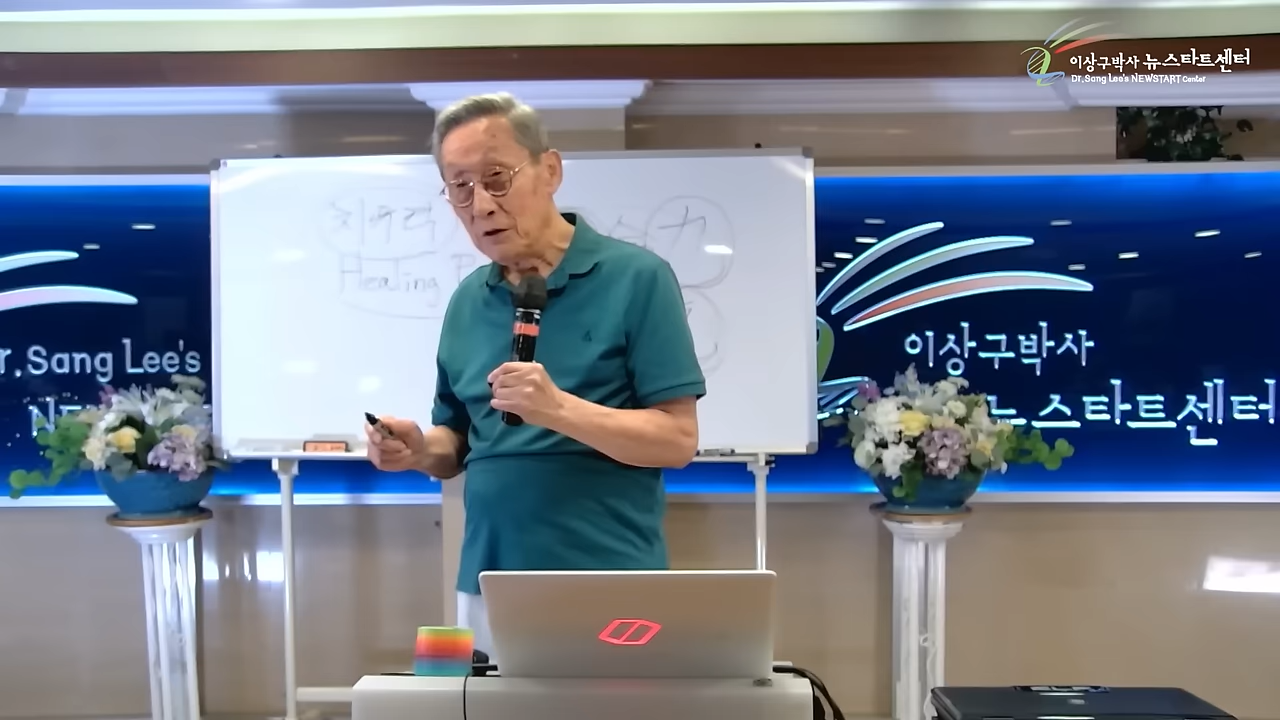 이상구박사 뉴스타트센터
Dr. Sang Lee's NEWSTART Center
치유력
Healing
力
Dr. Sang Lee's
이상구박사
뉴스타트센터